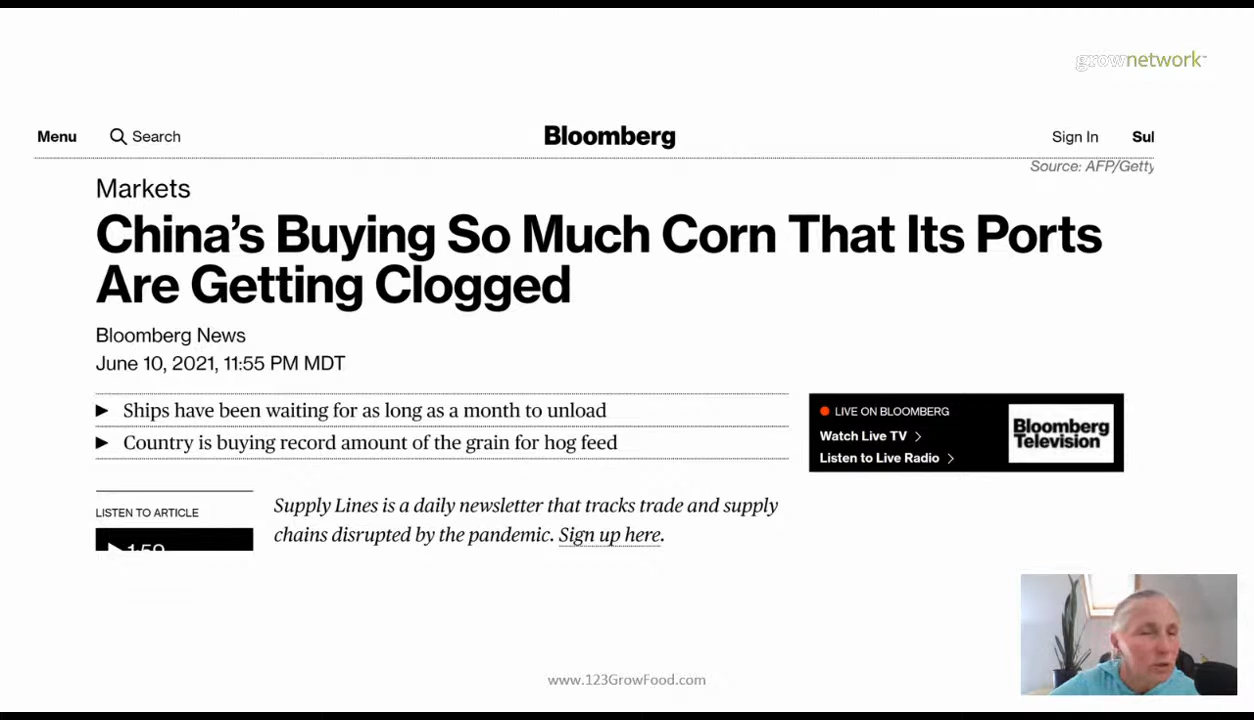 grownetwork
Menu Search Bloomberg Sign In Sul
Source: AFP/Getty
Markets
China's Buying So Much Corn That Its Ports
Are Getting Clogged
Bloomberg News
June 10, 2021, 11:55 PM MDT
Ships have been waiting for as long as a month to unload
Country is buying record amount of the grain for hog feed
LIVE ON BLOOMBERG
Watch Live TV
Listen to Live Radio
Bloomberg
Television
LISTEN TO ARTICLE
1:59
Supply Lines is a daily newsletter that tracks trade and supply
chains disrupted by the pandemic. Sign up here.
www.123GrowFood.com